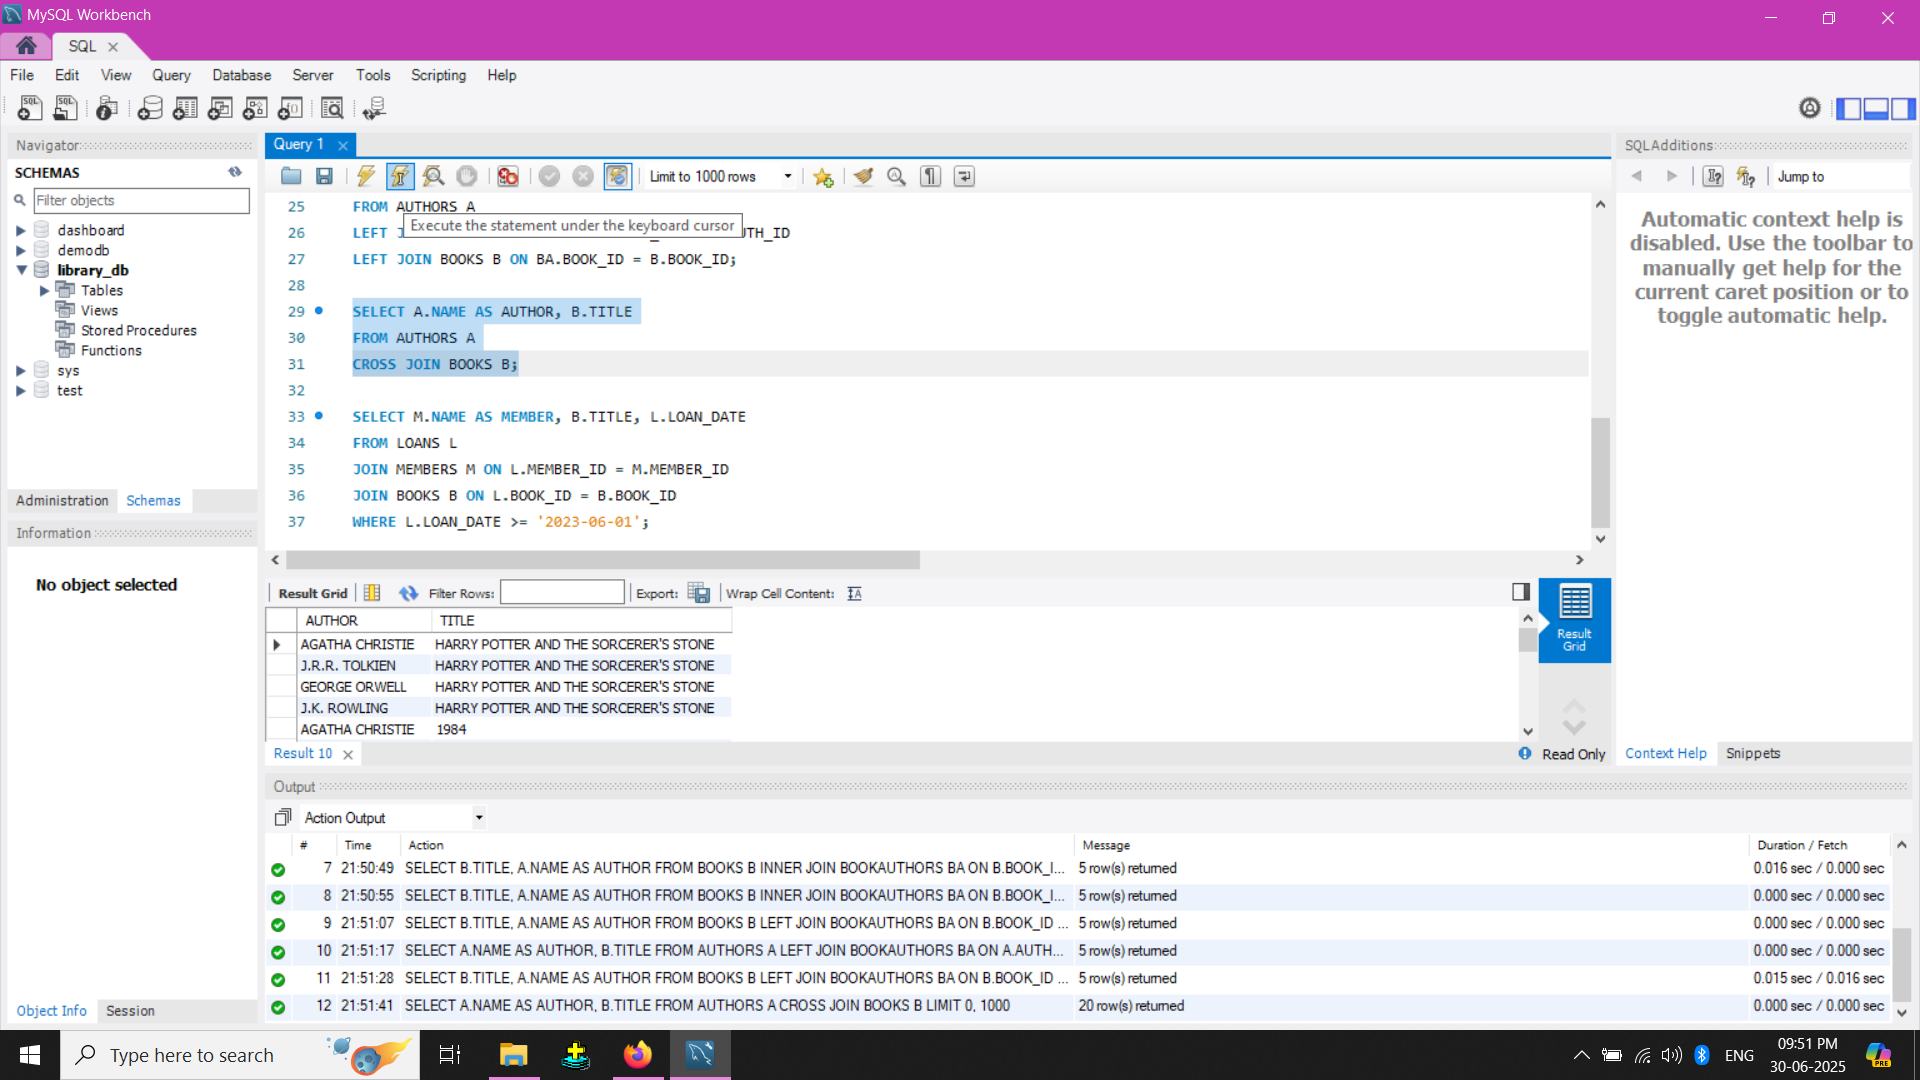 MySQL Workbench
SQL
File Edit View Query Database Server Tools Scripting Help
Navigator
SCHEMAS
Filter objects
dashboard
demodb
library_db
Tables
Views
Stored Procedures
Functions
sys
test
Administration Schemas
Information
No object selected
Object Info Session
Query 1
Limit to 1000 rows
25 FROM AUTHORS A
Execute the statement under the keyboard cursor
26 LEFT TH_ID
27 LEFT JOIN BOOKS B ON BA.BOOK_ID = B.BOOK_ID;
28
29 SELECT A.NAME AS AUTHOR, B.TITLE
30 FROM AUTHORS A
31 CROSS JOIN BOOKS B;
32
33 SELECT M.NAME AS MEMBER, B.TITLE, L.LOAN_DATE
34 FROM LOANS L
35 JOIN MEMBERS M ON L.MEMBER_ID = M.MEMBER_ID
36 JOIN BOOKS B ON L.BOOK_ID = B.BOOK_ID
37 WHERE L.LOAN_DATE >= '2023-06-01';
Result Grid Filter Rows: Export: Wrap Cell Content:
AUTHOR TITLE
AGATHA CHRISTIE HARRY POTTER AND THE SORCERER'S STONE
J.R.R. TOLKIEN HARRY POTTER AND THE SORCERER'S STONE
GEORGE ORWELL HARRY POTTER AND THE SORCERER'S STONE
J.K. ROWLING HARRY POTTER AND THE SORCERER'S STONE
AGATHA CHRISTIE 1984
Result Grid
Result 10
Read Only
SQLAdditions
Jump to
Automatic context help is
disabled. Use the toolbar to
manually get help for the
current caret position or to
toggle automatic help.
Context Help Snippets
Output
Action Output
# Time Action Message Duration / Fetch
7 21:50:49 SELECT B.TITLE, A.NAME AS AUTHOR FROM BOOKS B INNER JOIN BOOKAUTHORS BA ON B.BOOK_I... 5 row(s) returned 0.016 sec / 0.000 sec
8 21:50:55 SELECT B.TITLE, A.NAME AS AUTHOR FROM BOOKS B INNER JOIN BOOKAUTHORS BA ON B.BOOK_I... 5 row(s) returned 0.000 sec / 0.000 sec
9 21:51:07 SELECT B.TITLE, A.NAME AS AUTHOR FROM BOOKS B LEFT JOIN BOOKAUTHORS BA ON B.BOOK_ID ... 5 row(s) returned 0.000 sec / 0.000 sec
10 21:51:17 SELECT A.NAME AS AUTHOR, B.TITLE FROM AUTHORS A LEFT JOIN BOOKAUTHORS BA ON A.AUTH... 5 row(s) returned 0.000 sec / 0.000 sec
11 21:51:28 SELECT B.TITLE, A.NAME AS AUTHOR FROM BOOKS B LEFT JOIN BOOKAUTHORS BA ON B.BOOK_ID ... 5 row(s) returned 0.015 sec / 0.016 sec
12 21:51:41 SELECT A.NAME AS AUTHOR, B.TITLE FROM AUTHORS A CROSS JOIN BOOKS B LIMIT 0, 1000 20 row(s) returned 0.000 sec / 0.000 sec
Type here to search
ENG
09:51 PM
30-06-2025
PRE